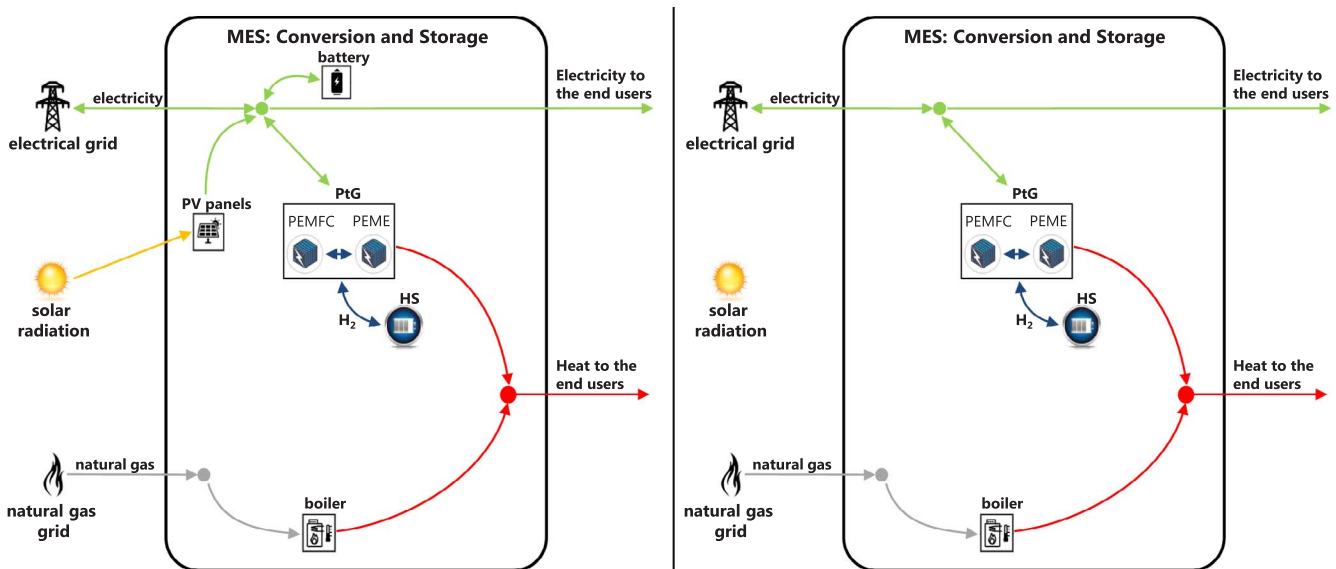 MES: Conversion and Storage
battery
electricity
Electricity to
the end users
electrical grid
PtG
PV panels
PEMFC
PEME
solar
radiation
HS
H₂
Heat to the
end users
natural gas
boiler
natural gas
grid
MES: Conversion and Storage
electricity
Electricity to
the end users
electrical grid
PtG
PEMFC
PEME
solar
radiation
HS
H₂
Heat to the
end users
natural gas
boiler
natural gas
grid